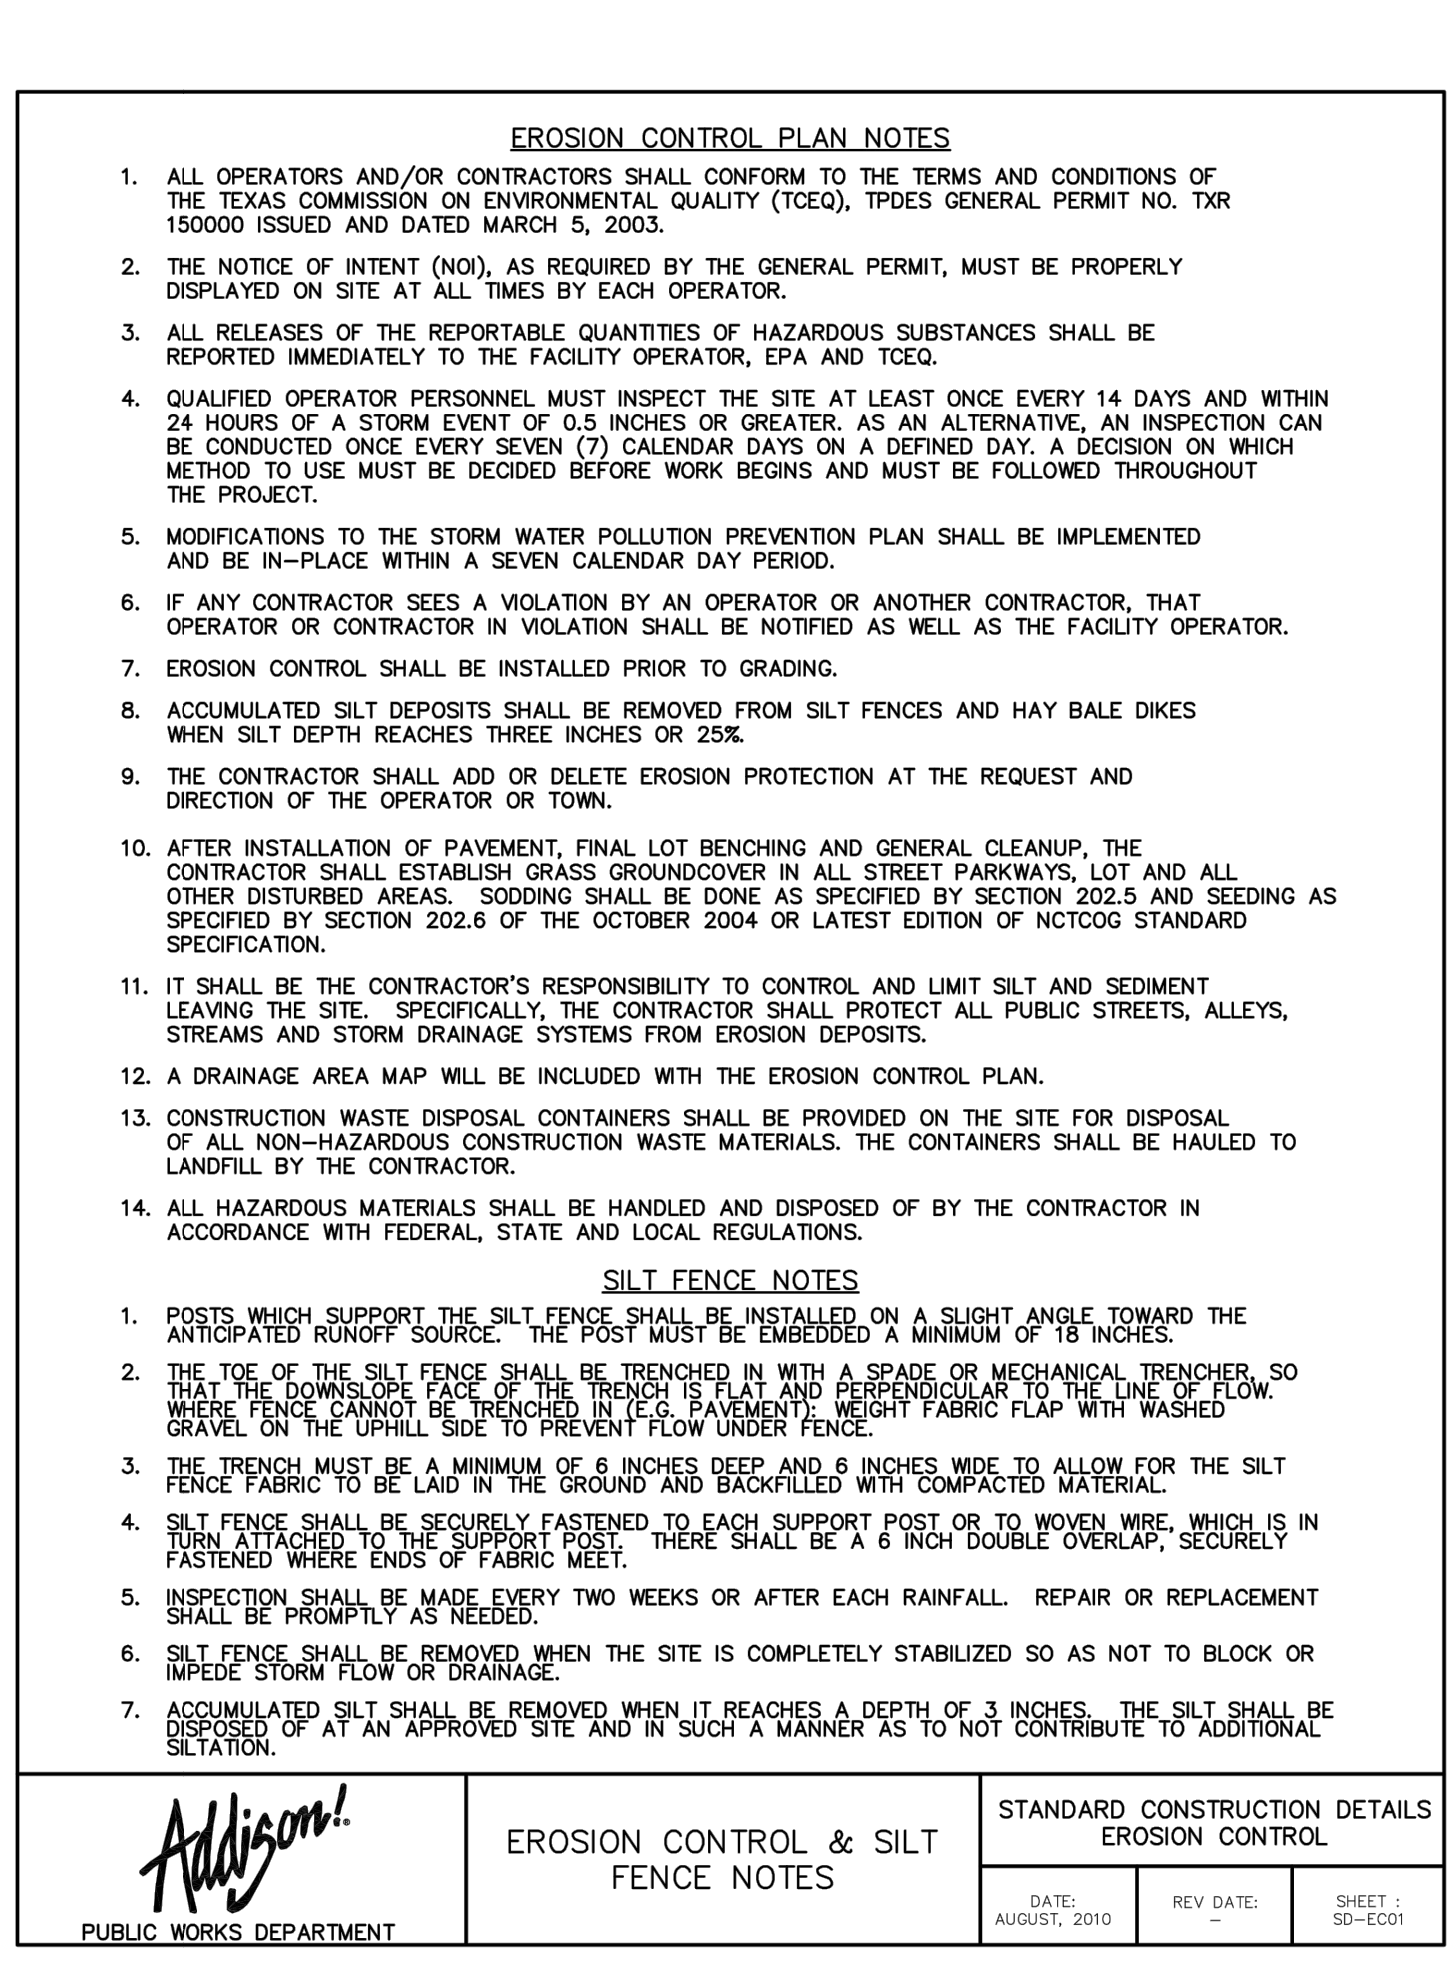 EROSION CONTROL PLAN NOTES
1. ALL OPERATORS AND/OR CONTRACTORS SHALL CONFORM TO THE TERMS AND CONDITIONS OF
THE TEXAS COMMISSION ON ENVIRONMENTAL QUALITY (TCEQ), TPDES GENERAL PERMIT NO. TXR
150000 ISSUED AND DATED MARCH 5, 2003.
2. THE NOTICE OF INTENT (NOI), AS REQUIRED BY THE GENERAL PERMIT, MUST BE PROPERLY
DISPLAYED ON SITE AT ALL TIMES BY EACH OPERATOR.
3. ALL RELEASES OF THE REPORTABLE QUANTITIES OF HAZARDOUS SUBSTANCES SHALL BE
REPORTED IMMEDIATELY TO THE FACILITY OPERATOR, EPA AND TCEQ.
4. QUALIFIED OPERATOR PERSONNEL MUST INSPECT THE SITE AT LEAST ONCE EVERY 14 DAYS AND WITHIN
24 HOURS OF A STORM EVENT OF 0.5 INCHES OR GREATER. AS AN ALTERNATIVE, AN INSPECTION CAN
BE CONDUCTED ONCE EVERY SEVEN (7) CALENDAR DAYS ON A DEFINED DAY. A DECISION ON WHICH
METHOD TO USE MUST BE DECIDED BEFORE WORK BEGINS AND MUST BE FOLLOWED THROUGHOUT
THE PROJECT.
5. MODIFICATIONS TO THE STORM WATER POLLUTION PREVENTION PLAN SHALL BE IMPLEMENTED
AND BE IN-PLACE WITHIN A SEVEN CALENDAR DAY PERIOD.
6. IF ANY CONTRACTOR SEES A VIOLATION BY AN OPERATOR OR ANOTHER CONTRACTOR, THAT
OPERATOR OR CONTRACTOR IN VIOLATION SHALL BE NOTIFIED AS WELL AS THE FACILITY OPERATOR.
7. EROSION CONTROL SHALL BE INSTALLED PRIOR TO GRADING.
8. ACCUMULATED SILT DEPOSITS SHALL BE REMOVED FROM SILT FENCES AND HAY BALE DIKES
WHEN SILT DEPTH REACHES THREE INCHES OR 25%.
9. THE CONTRACTOR SHALL ADD OR DELETE EROSION PROTECTION AT THE REQUEST AND
DIRECTION OF THE OPERATOR OR TOWN.
10. AFTER INSTALLATION OF PAVEMENT, FINAL LOT BENCHING AND GENERAL CLEANUP, THE
CONTRACTOR SHALL ESTABLISH GRASS GROUNDCOVER IN ALL STREET PARKWAYS, LOT AND ALL
OTHER DISTURBED AREAS. SODDING SHALL BE DONE AS SPECIFIED BY SECTION 202.5 AND SEEDING AS
SPECIFIED BY SECTION 202.6 OF THE OCTOBER 2004 OR LATEST EDITION OF NCTCOG STANDARD
SPECIFICATION.
11. IT SHALL BE THE CONTRACTOR'S RESPONSIBILITY TO CONTROL AND LIMIT SILT AND SEDIMENT
LEAVING THE SITE. SPECIFICALLY, THE CONTRACTOR SHALL PROTECT ALL PUBLIC STREETS, ALLEYS,
STREAMS AND STORM DRAINAGE SYSTEMS FROM EROSION DEPOSITS.
12. A DRAINAGE AREA MAP WILL BE INCLUDED WITH THE EROSION CONTROL PLAN.
13. CONSTRUCTION WASTE DISPOSAL CONTAINERS SHALL BE PROVIDED ON THE SITE FOR DISPOSAL
OF ALL NON-HAZARDOUS CONSTRUCTION WASTE MATERIALS. THE CONTAINERS SHALL BE HAULED TO
LANDFILL BY THE CONTRACTOR.
14. ALL HAZARDOUS MATERIALS SHALL BE HANDLED AND DISPOSED OF BY THE CONTRACTOR IN
ACCORDANCE WITH FEDERAL, STATE AND LOCAL REGULATIONS.
SILT FENCE NOTES
1. POSTS WHICH SUPPORT THE SILT FENCE SHALL BE INSTALLED ON A SLIGHT ANGLE TOWARD THE
ANTICIPATED RUNOFF SOURCE. THE POST MUST BE EMBEDDED A MINIMUM OF 18 INCHES.
2. THE TOE OF THE SILT FENCE SHALL BE TRENCHED IN WITH A SPADE OR MECHANICAL TRENCHER, SO
THAT THE DOWNSLOPE FACE OF THE TRENCH IS FLAT AND PERPENDICULAR TO THE LINE OF FLOW.
WHERE FENCE CANNOT BE TRENCHED IN (E.G. PAVEMENT): WEIGHT FABRIC FLAP WITH WASHED
GRAVEL ON THE UPHILL SIDE TO PREVENT FLOW UNDER FENCE.
3. THE TRENCH MUST BE A MINIMUM OF 6 INCHES DEEP AND 6 INCHES WIDE TO ALLOW FOR THE SILT
FENCE FABRIC TO BE LAID IN THE GROUND AND BACKFILLED WITH COMPACTED MATERIAL.
4. SILT FENCE SHALL BE SECURELY FASTENED TO EACH SUPPORT POST OR TO WOVEN WIRE, WHICH IS IN
TURN ATTACHED TO THE SUPPORT POST. THERE SHALL BE A 6 INCH DOUBLE OVERLAP, SECURELY
FASTENED WHERE ENDS OF FABRIC MEET.
5. INSPECTION SHALL BE MADE EVERY TWO WEEKS OR AFTER EACH RAINFALL. REPAIR OR REPLACEMENT
SHALL BE PROMPTLY AS NEEDED.
6. SILT FENCE SHALL BE REMOVED WHEN THE SITE IS COMPLETELY STABILIZED SO AS NOT TO BLOCK OR
IMPEDE STORM FLOW OR DRAINAGE.
7. ACCUMULATED SILT SHALL BE REMOVED WHEN IT REACHES A DEPTH OF 3 INCHES. THE SILT SHALL BE
DISPOSED OF AT AN APPROVED SITE AND IN SUCH A MANNER AS TO NOT CONTRIBUTE TO ADDITIONAL
SILTATION.
Addison!®
PUBLIC WORKS DEPARTMENT
EROSION CONTROL & SILT
FENCE NOTES
STANDARD CONSTRUCTION DETAILS
EROSION CONTROL
DATE:
AUGUST, 2010
REV DATE:
–
SHEET :
SD-EC01